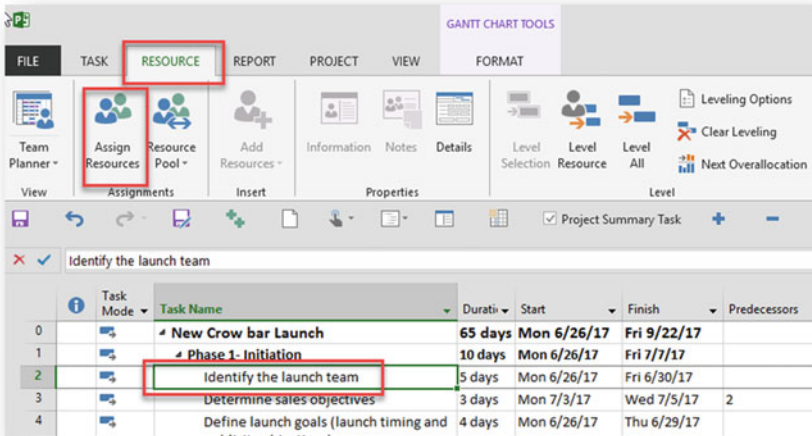 GANTT CHART TOOLS
FILE TASK RESOURCE REPORT PROJECT VIEW FORMAT
Team Planner
Assign Resources
Resource Pool
Add Resources
Information
Notes
Details
Level Selection
Level Resource
Level All
Leveling Options
Clear Leveling
Next Overallocation
View Assignments Insert Properties Level
Project Summary Task
Identify the launch team
Task Mode Task Name Durati Start Finish Predecessors
0 New Crow bar Launch 65 days Mon 6/26/17 Fri 9/22/17
1 Phase 1- Initiation 10 days Mon 6/26/17 Fri 7/7/17
2 Identify the launch team 5 days Mon 6/26/17 Fri 6/30/17
3 Determine sales objectives 3 days Mon 7/3/17 Wed 7/5/17 2
4 Define launch goals (launch timing and 4 days Mon 6/26/17 Thu 6/29/17